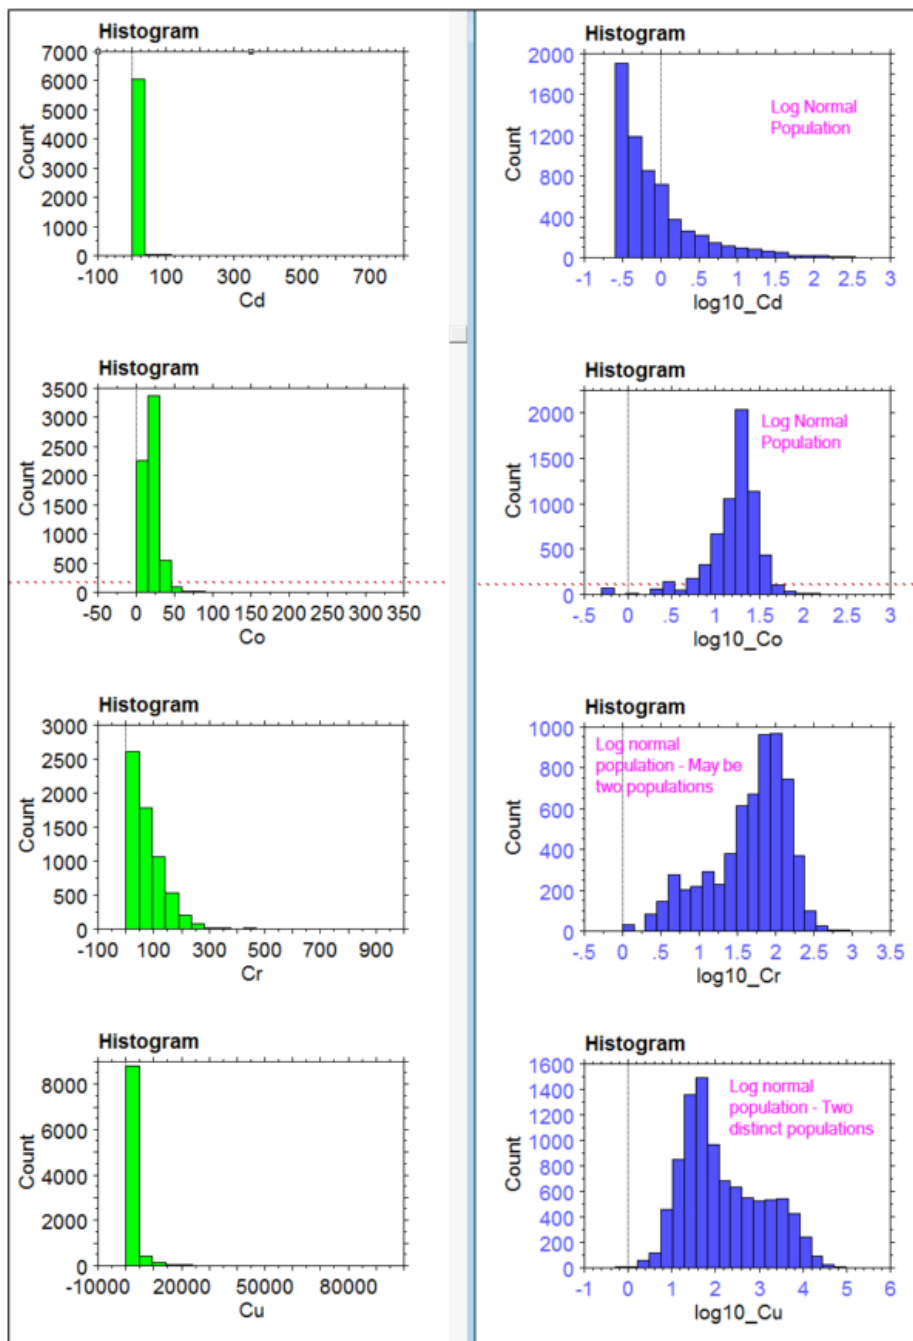 Histogram
7000
6000
5000
4000
3000
2000
1000
0
Count
-100 100 300 500 700
Cd
Histogram
2000
1600
1200
800
400
0
Count
Log Normal
Population
-1 -.5 0 .5 1 1.5 2 2.5 3
log10_Cd
Histogram
3500
3000
2500
2000
1500
1000
500
0
Count
-50 0 50 100 150 200 250 300 350
Co
Histogram
2000
1500
1000
500
0
Count
Log Normal
Population
-.5 0 .5 1 1.5 2 2.5 3
log10_Co
Histogram
3000
2500
2000
1500
1000
500
0
Count
-100 100 300 500 700 900
Cr
Histogram
1000
800
600
400
200
0
Count
Log normal
population - May be
two populations
-.5 0 .5 1 1.5 2 2.5 3 3.5
log10_Cr
Histogram
8000
6000
4000
2000
0
Count
-10000 20000 50000 80000
Cu
Histogram
1600
1400
1200
1000
800
600
400
200
0
Count
Log normal
population - Two
distinct populations
-1 0 1 2 3 4 5 6
log10_Cu